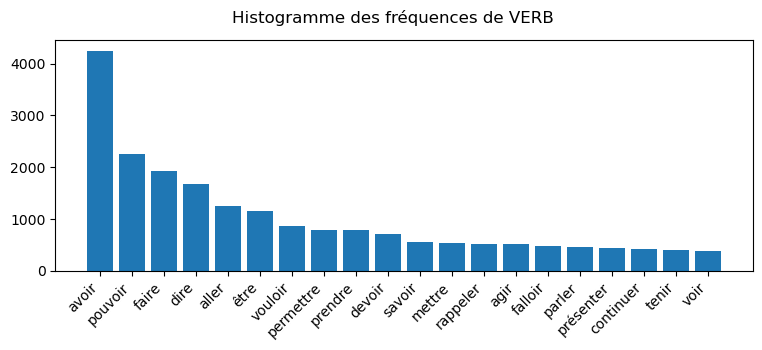 Histogramme des fréquences de VERB
4000
3000
2000
1000
0
avoir
pouvoir
faire
dire
aller
être
vouloir
permettre
prendre
devoir
savoir
mettre
rappeler
agir
falloir
parler
présenter
continuer
tenir
voir